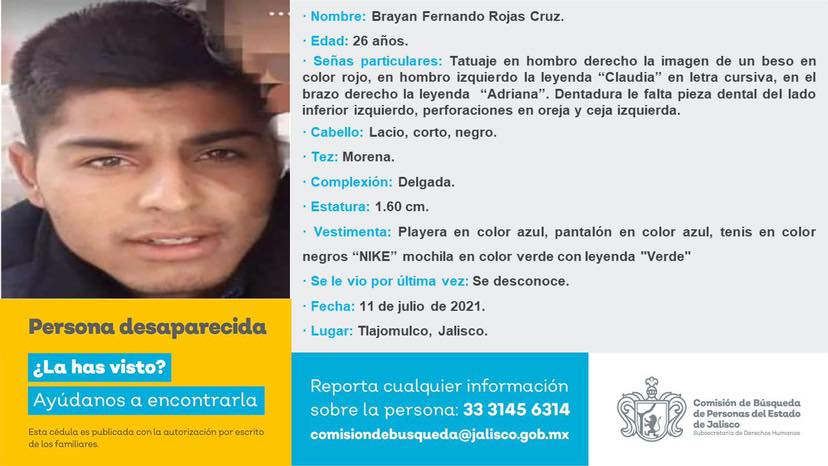 · Nombre: Brayan Fernando Rojas Cruz.
· Edad: 26 años.
· Señas particulares: Tatuaje en hombro derecho la imagen de un beso en
color rojo, en hombro izquierdo la leyenda “Claudia” en letra cursiva, en el
brazo derecho la leyenda “Adriana”. Dentadura le falta pieza dental del lado
inferior izquierdo, perforaciones en oreja y ceja izquierda.
· Cabello: Lacio, corto, negro.
· Tez: Morena.
· Complexión: Delgada.
· Estatura: 1.60 cm.
· Vestimenta: Playera en color azul, pantalón en color azul, tenis en color
negros “NIKE” mochila en color verde con leyenda "Verde"
· Se le vio por última vez: Se desconoce.
· Fecha: 11 de julio de 2021.
· Lugar: Tlajomulco, Jalisco.
Persona desaparecida
¿La has visto?
Ayúdanos a encontrarla
Esta cédula es publicada con la autorización por escrito
de los familiares.
Reporta cualquier información
sobre la persona: 33 3145 6314
comisiondebusqueda@jalisco.gob.mx
Comisión de Búsqueda
de Personas del Estado
de Jalisco
Subsecretaría de Derechos Humanos